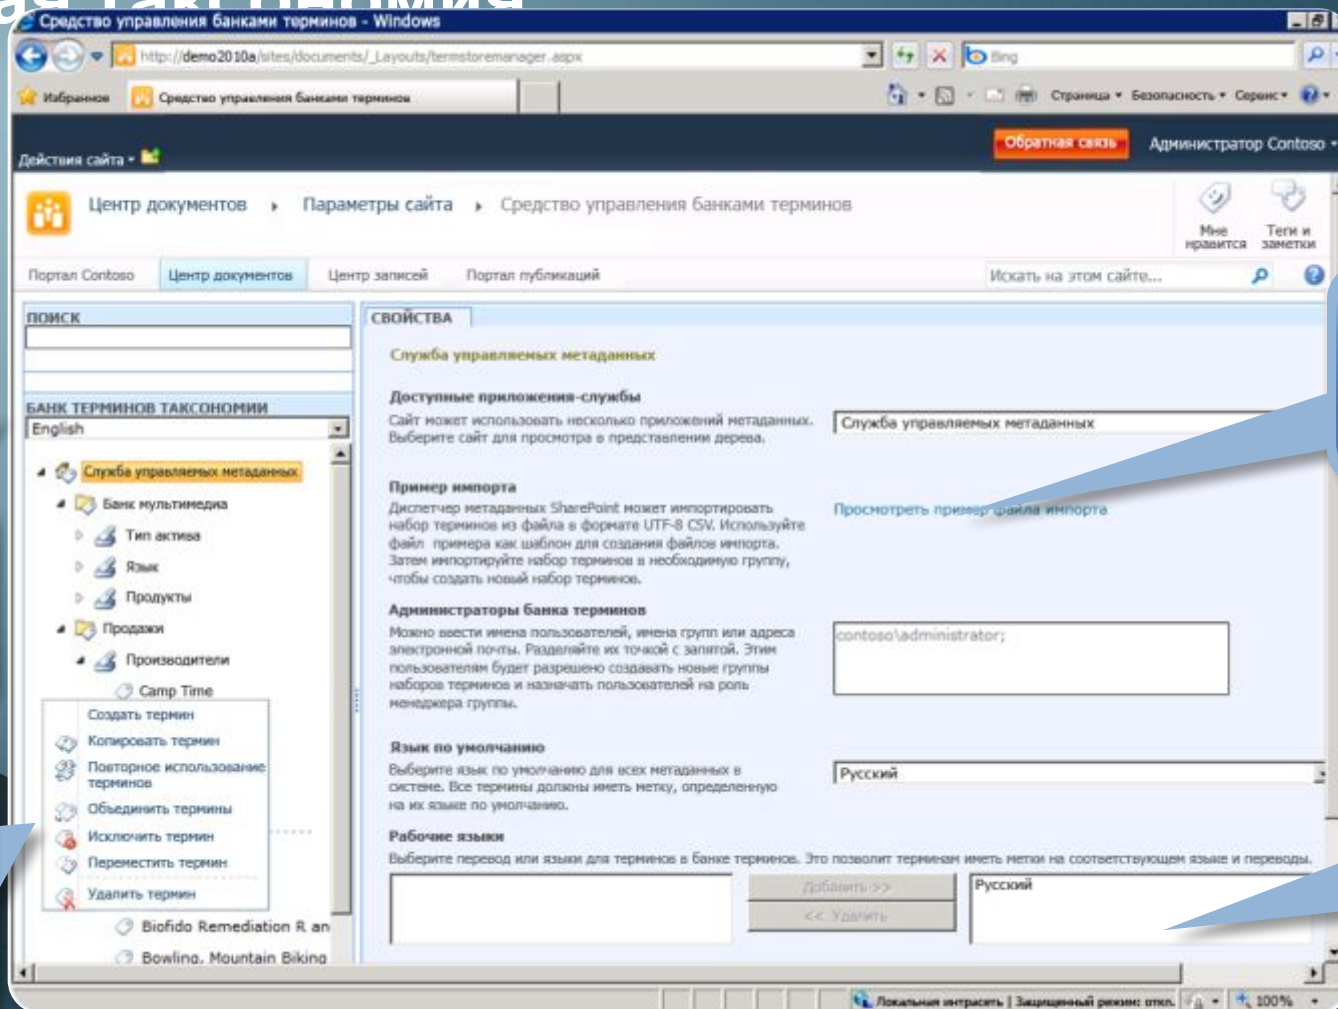 ая таксономия
Средство управления банками терминов - Windows
http://demo2010a/sites/documents/_Layouts/termstoremanager.aspx
Bing
Избранное
Средство управления банками терминов
Страница
Безопасность
Сервис
Действия сайта
Обратная связь
Администратор Contoso
Центр документов
Параметры сайта
Средство управления банками терминов
Мне нравится
Теги и заметки
Портал Contoso
Центр документов
Центр записей
Портал публикаций
Искать на этом сайте...
ПОИСК
БАНК ТЕРМИНОВ ТАКСОНОМИИ
English
Служба управляемых метаданных
Банк мультимедиа
Тип актива
Язык
Продукты
Продажи
Производители
Camp Time
Создать термин
Копировать термин
Повторное использование
терминов
Объединить термины
Исключить термин
Переместить термин
Удалить термин
Biofido Remediation R an
Bowling, Mountain Biking
СВОЙСТВА
Служба управляемых метаданных
Доступные приложения-службы
Сайт может использовать несколько приложений метаданных.
Выберите сайт для просмотра в представлении дерева.
Служба управляемых метаданных
Пример импорта
Диспетчер метаданных SharePoint может импортировать
набор терминов из файла в формате UTF-8 CSV. Используйте
файл примера как шаблон для создания файлов импорта.
Затем импортируйте набор терминов в необходимую группу,
чтобы создать новый набор терминов.
Просмотреть пример файла импорта
Администраторы банка терминов
Можно ввести имена пользователей, имена групп или адреса
электронной почты. Разделяйте их точкой с запятой. Этим
пользователям будет разрешено создавать новые группы
наборов терминов и назначать пользователей на роль
менеджера группы.
contoso\administrator;
Язык по умолчанию
Выберите язык по умолчанию для всех метаданных в
системе. Все термины должны иметь метку, определенную
на их языке по умолчанию.
Русский
Рабочие языки
Выберите перевод или языки для терминов в банке терминов. Это позволит терминам иметь метки на соответствующем языке и переводы.
Добавить >>
<< Удалить
Русский
Локальная интрасеть | Защищенный режим: откл.
100%